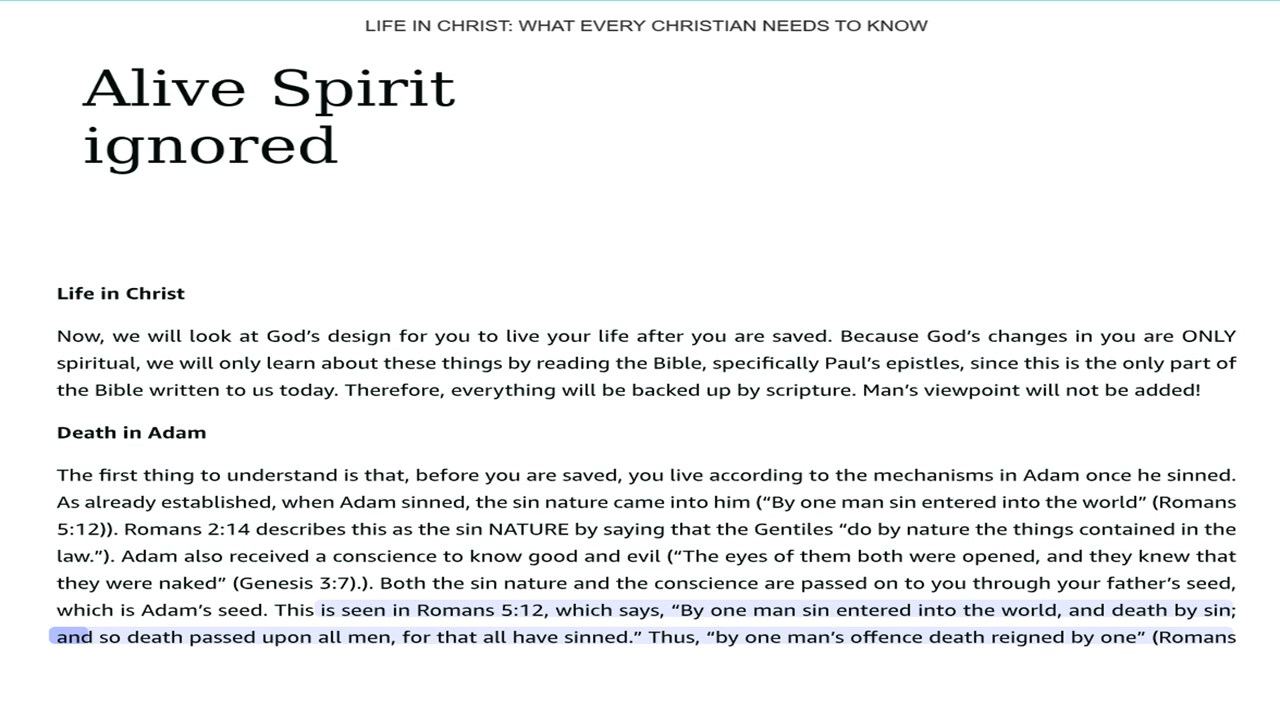 LIFE IN CHRIST: WHAT EVERY CHRISTIAN NEEDS TO KNOW
Alive Spirit
ignored
Life in Christ
Now, we will look at God’s design for you to live your life after you are saved. Because God’s changes in you are ONLY
spiritual, we will only learn about these things by reading the Bible, specifically Paul’s epistles, since this is the only part of
the Bible written to us today. Therefore, everything will be backed up by scripture. Man’s viewpoint will not be added!
Death in Adam
The first thing to understand is that, before you are saved, you live according to the mechanisms in Adam once he sinned.
As already established, when Adam sinned, the sin nature came into him (“By one man sin entered into the world” (Romans
5:12)). Romans 2:14 describes this as the sin NATURE by saying that the Gentiles “do by nature the things contained in the
law.”). Adam also received a conscience to know good and evil (“The eyes of them both were opened, and they knew that
they were naked” (Genesis 3:7).). Both the sin nature and the conscience are passed on to you through your father’s seed,
which is Adam’s seed. This is seen in Romans 5:12, which says, “By one man sin entered into the world, and death by sin;
and so death passed upon all men, for that all have sinned.” Thus, “by one man’s offence death reigned by one” (Romans